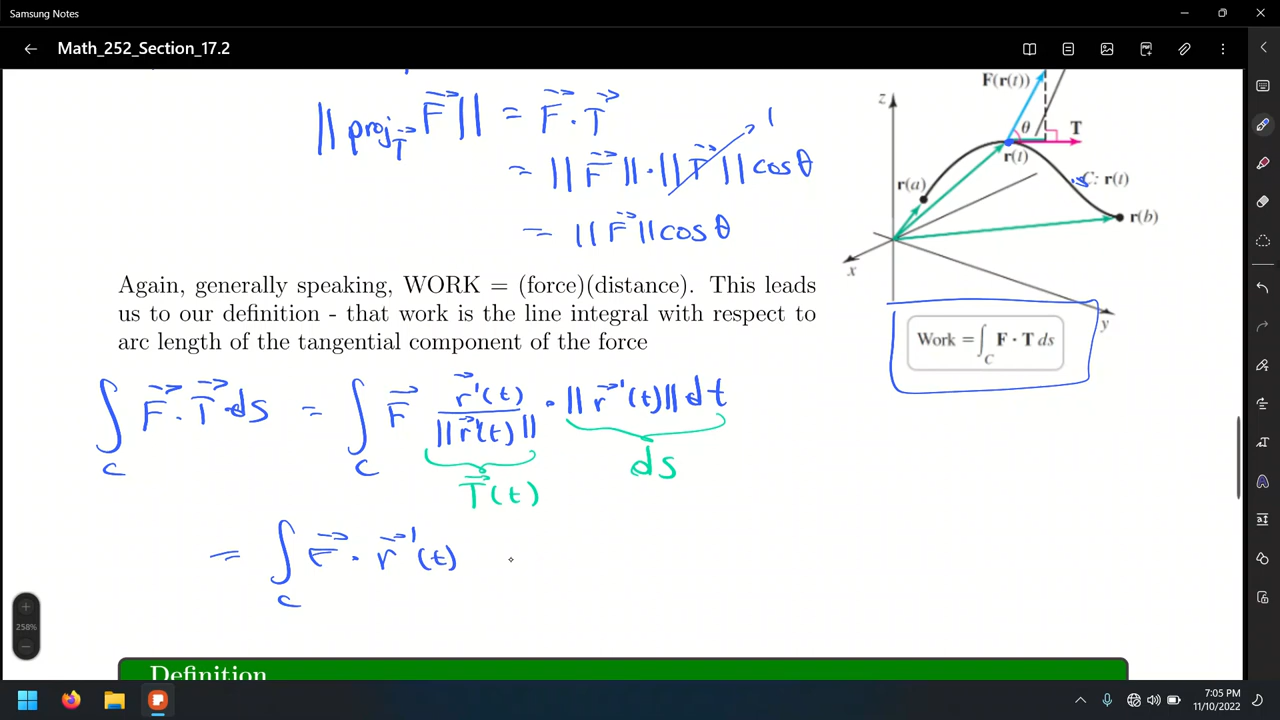 Samsung Notes
Math_252_Section_17.2
‖ proj_T⃗ F⃗ ‖ = F⃗ · T⃗
= ‖ F⃗ ‖ · ‖ T⃗ ‖ cos θ
1
= ‖ F⃗ ‖ cos θ
z
F(r(t))
θ
T
r(t)
r(a)
C: r(t)
r(b)
x
y
Again, generally speaking, WORK = (force)(distance). This leads
us to our definition - that work is the line integral with respect to
arc length of the tangential component of the force
Work = ∫_C F · T ds
∫_C F⃗ · T⃗ · ds = ∫_C F⃗ r⃗'(t) / ‖ r⃗'(t) ‖ · ‖ r⃗'(t) ‖ dt
T⃗(t)
ds
= ∫_C F⃗ · r⃗'(t)
258%
Definition
7:05 PM
11/10/2022